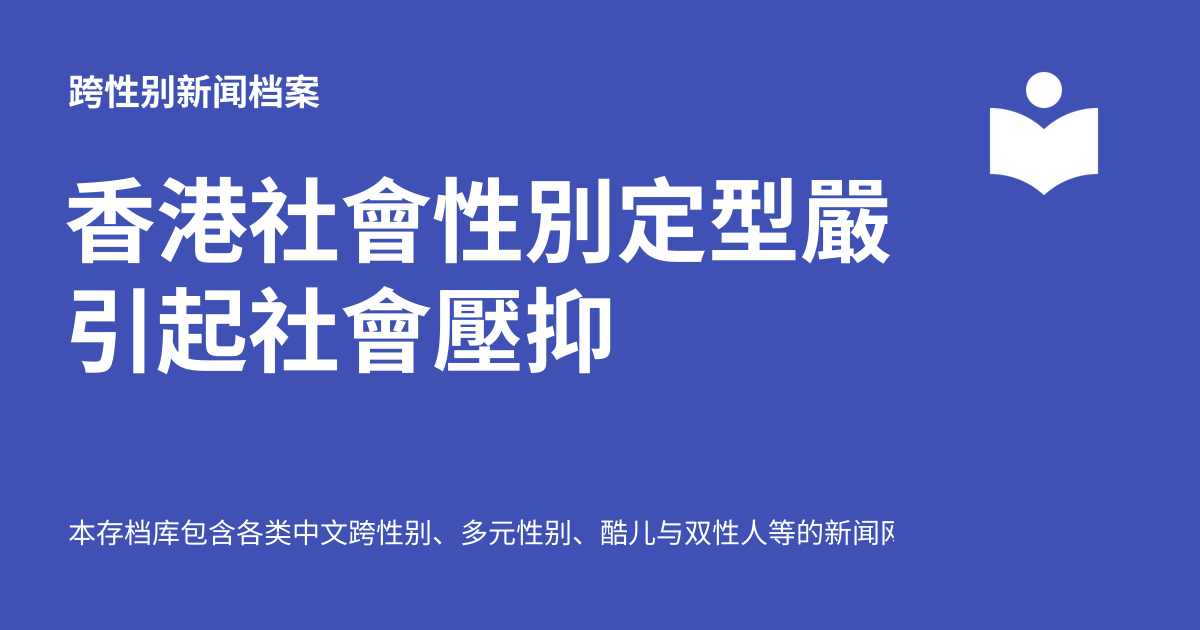 跨性别新闻档案
香港社會性別定型嚴
引起社會壓抑
本存档库包含各类中文跨性别、多元性别、酷儿与双性人等的新闻网